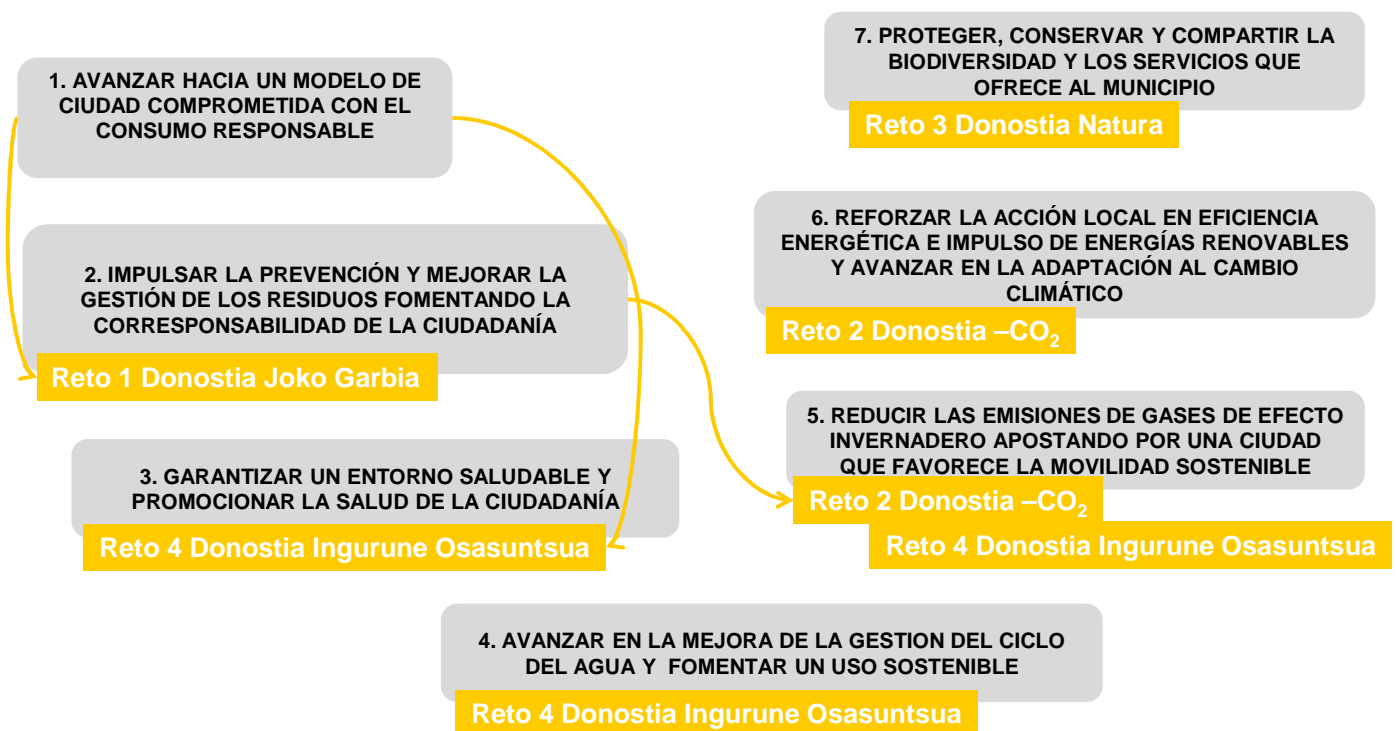 1. AVANZAR HACIA UN MODELO DE
CIUDAD COMPROMETIDA CON EL
CONSUMO RESPONSABLE
2. IMPULSAR LA PREVENCIÓN Y MEJORAR LA
GESTIÓN DE LOS RESIDUOS FOMENTANDO LA
CORRESPONSABILIDAD DE LA CIUDADANÍA
Reto 1 Donostia Joko Garbia
3. GARANTIZAR UN ENTORNO SALUDABLE Y
PROMOCIONAR LA SALUD DE LA CIUDADANÍA
Reto 4 Donostia Ingurune Osasuntsua
4. AVANZAR EN LA MEJORA DE LA GESTION DEL CICLO
DEL AGUA Y FOMENTAR UN USO SOSTENIBLE
Reto 4 Donostia Ingurune Osasuntsua
5. REDUCIR LAS EMISIONES DE GASES DE EFECTO
INVERNADERO APOSTANDO POR UNA CIUDAD
QUE FAVORECE LA MOVILIDAD SOSTENIBLE
Reto 2 Donostia –CO₂
Reto 4 Donostia Ingurune Osasuntsua
6. REFORZAR LA ACCIÓN LOCAL EN EFICIENCIA
ENERGÉTICA E IMPULSO DE ENERGÍAS RENOVABLES
Y AVANZAR EN LA ADAPTACIÓN AL CAMBIO
CLIMÁTICO
Reto 2 Donostia –CO₂
7. PROTEGER, CONSERVAR Y COMPARTIR LA
BIODIVERSIDAD Y LOS SERVICIOS QUE
OFRECE AL MUNICIPIO
Reto 3 Donostia Natura